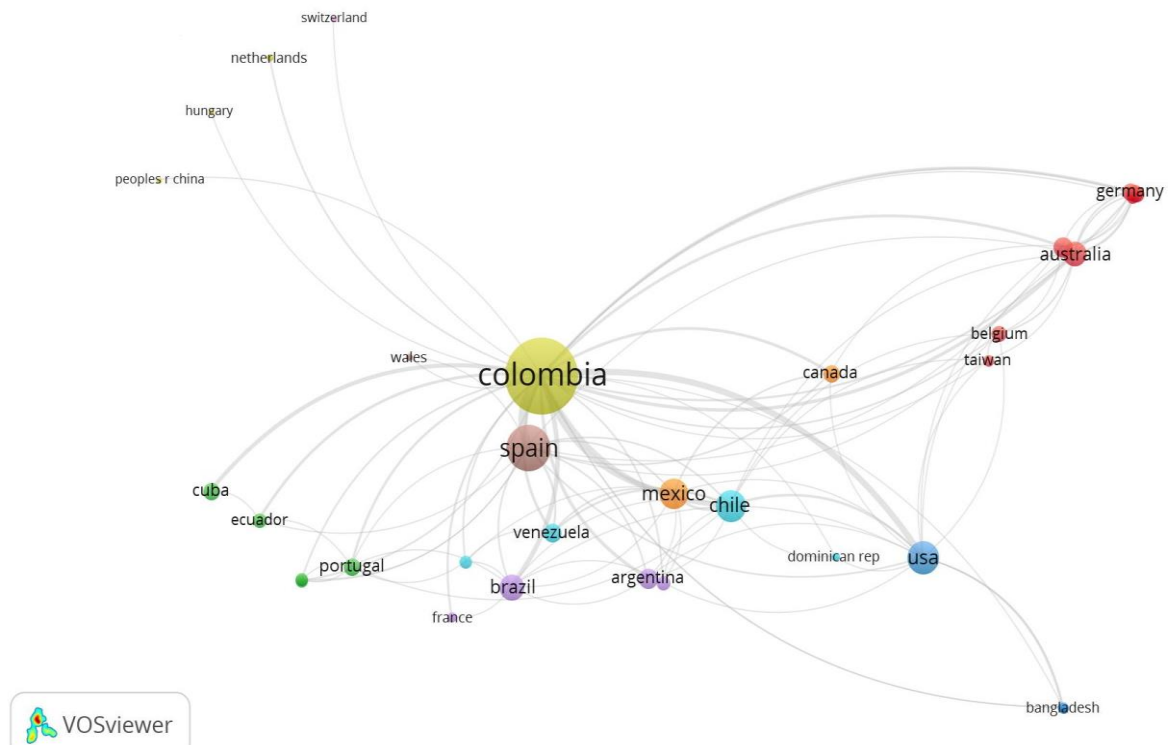 switzerland
netherlands
hungary
peoples r china
germany
australia
belgium
taiwan
wales
canada
colombia
spain
cuba
mexico
chile
ecuador
venezuela
portugal
dominican rep
usa
brazil
argentina
france
bangladesh
VOSviewer